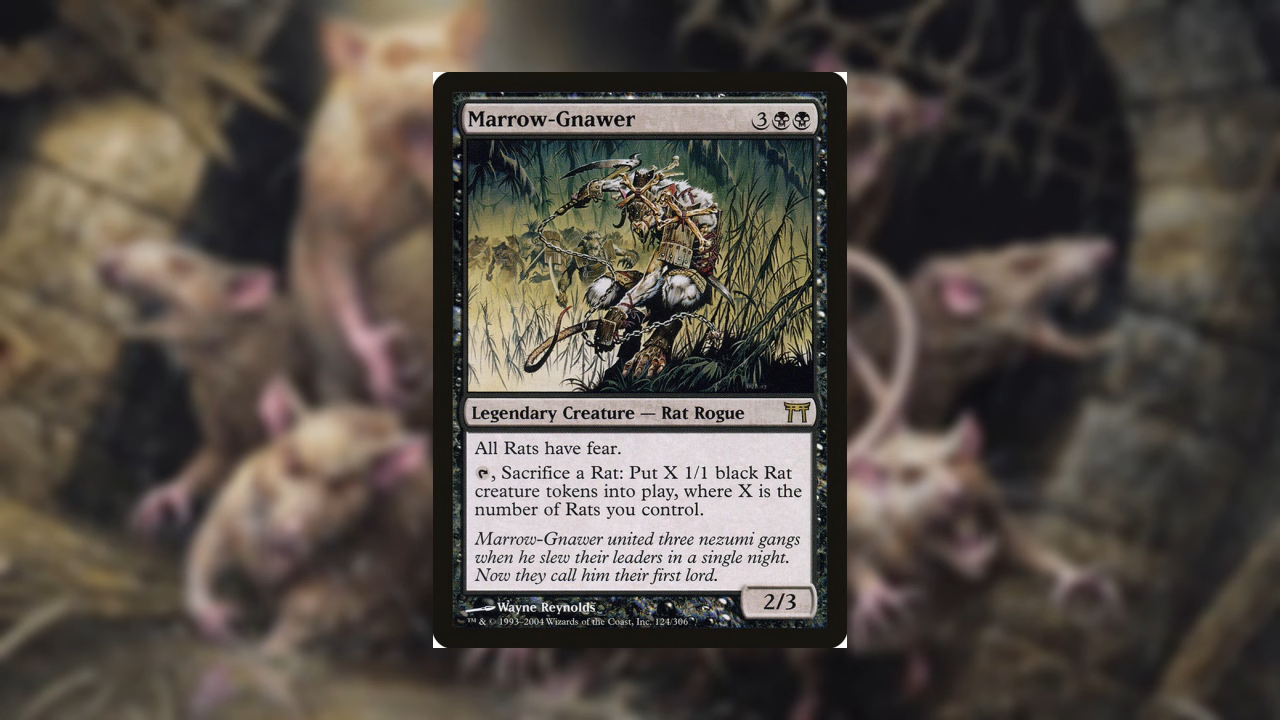 Marrow-Gnawer 3
Legendary Creature — Rat Rogue
All Rats have fear.
, Sacrifice a Rat: Put X 1/1 black Rat
creature tokens into play, where X is the
number of Rats you control.
Marrow-Gnawer united three nezumi gangs
when he slew their leaders in a single night.
Now they call him their first lord.
2/3
Wayne Reynolds
™ & © 1993–2004 Wizards of the Coast, Inc. 124/306